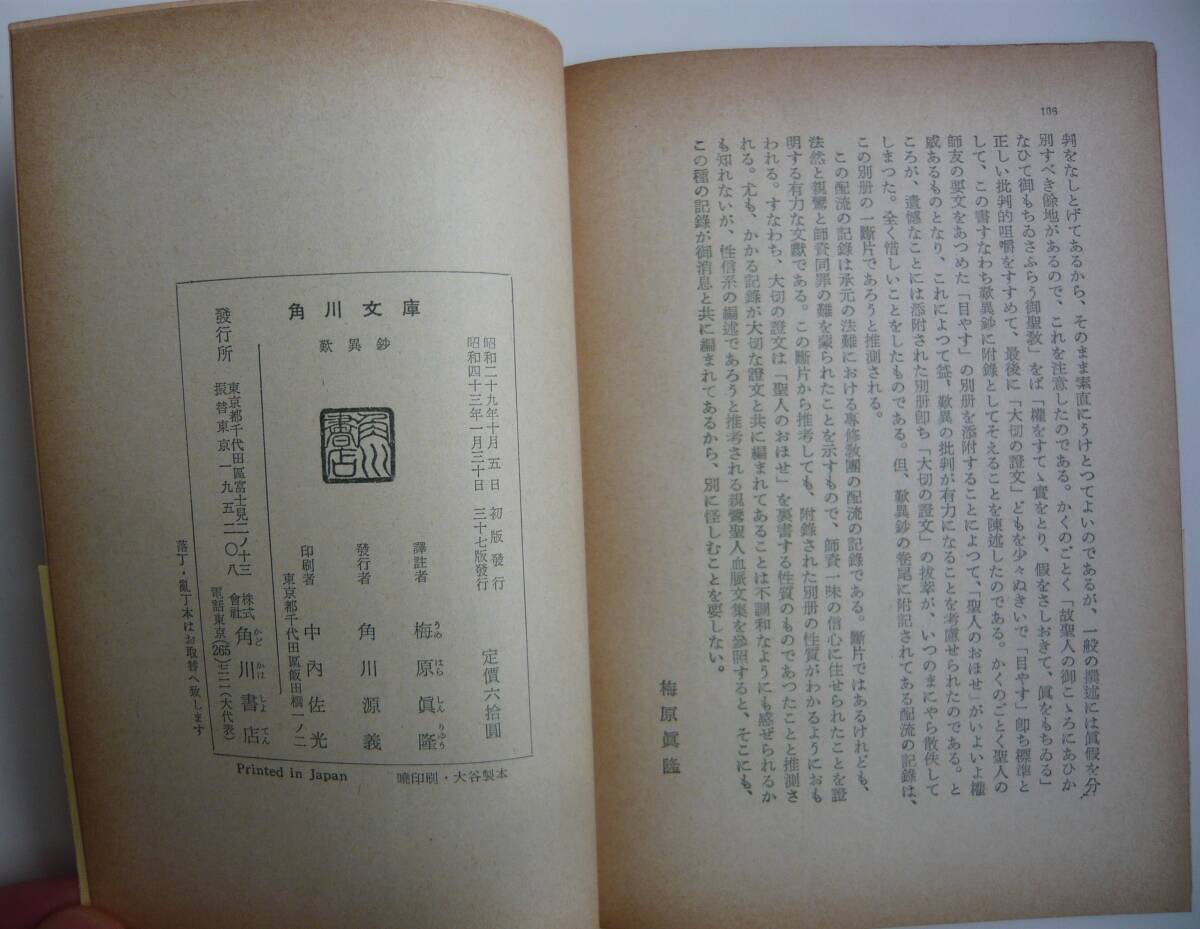 106
判をなしとげてあるから、そのまま素直にうけとつてよいのであるが、一般の撰述には眞假を分
別すべき餘地があるので、これを注意したのである。かくのごとく「故聖人の御こゝろにあひか
なひて御もちゐさふらう御聖敎」をば「權をすてゝ實をとり、假をさしおきて、眞をもちゐる」
正しい批判的咀嚼をすすめて、最後に「大切の證文」どもを少々ぬきいで「目やす」卽ち標準と
して、この書すなわち歎異鈔に附錄としてそえることを陳述したのである。かくのごとく聖人の
師友の要文をあつめた「目やす」の別册を添附することによつて、「聖人のおほせ」がいよいよ權
威あるものとなり、これによつて益〻歎異の批判が有力になることを考慮せられたのである。と
ころが、遺憾なことには添附された別册卽ち「大切の證文」の拔萃が、いつのまにやら散佚して
しまつた。全く惜しいことをしたものである。但、歎異鈔の卷尾に附記されてある配流の記錄は、
この別册の一斷片であろうと推測される。
この配流の記錄は承元の法難における專修敎團の配流の記錄である。斷片ではあるけれども、
法然と親鸞と師資同罪の難を蒙られたことを示すもので、師資一味の信心に住せられたことを證
明する有力な文獻である。この斷片から推考しても、附錄された別册の性質がわかるようにおも
われる。すなわち、大切の證文は「聖人のおほせ」を裏書する性質のものであつたことと推測さ
れる。尤も、かかる記錄が大切な證文と共に編まれてあることは不調和なようにも感ぜられるか
も知れないが、性信系の編述であろうと推考される親鸞聖人血脈文集を參照すると、そこにも、
この種の記錄が御消息と共に編まれてあるから、別に怪しむことを要しない。
梅原眞隆
角川文庫
歎異鈔
昭和二十九年十月五日 初版發行
昭和四十三年一月三十日 三十七版發行
定價六拾圓
譯註者 梅原眞隆
うめ はら しん りゆう
發行者 角川源義
印刷者 中內佐光
東京都千代田區飯田橋一ノ二
角川書店
發行所
東京都千代田區富士見二ノ十三
振替東京一九五二〇八
株式會社 角川書店
かど かは しよ てん
電話東京(265)七一一一(大代表)
落丁・亂丁本はお取替へ致します
Printed in Japan
曉印刷・大谷製本